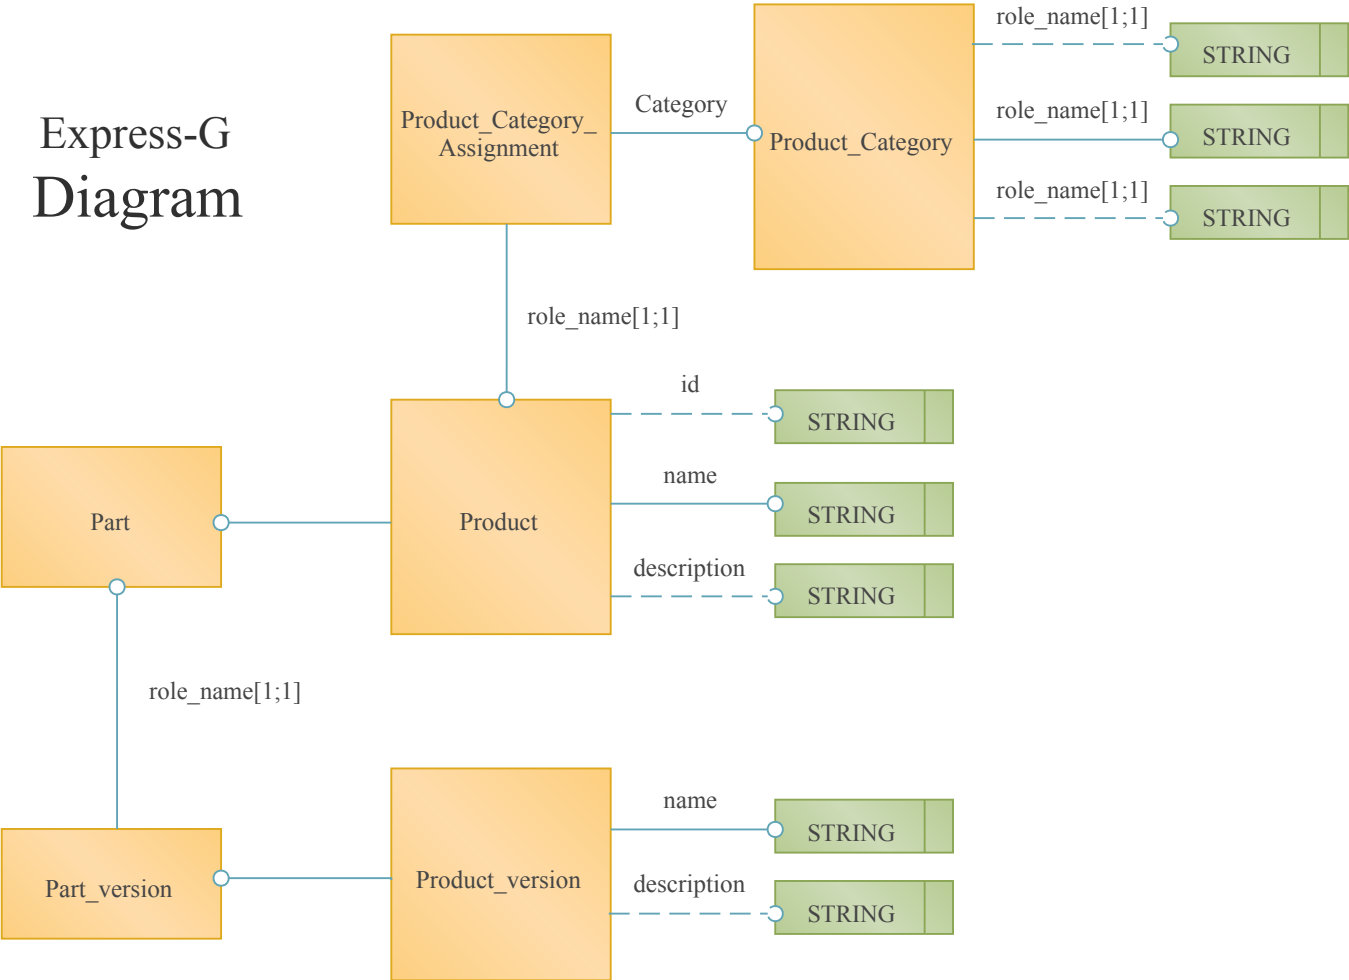 Express-G
Diagram
Product_Category_
Assignment
Category
Product_Category
role_name[1;1]
STRING
role_name[1;1]
STRING
role_name[1;1]
STRING
role_name[1;1]
Part
Product
id
STRING
name
STRING
description
STRING
role_name[1;1]
Part_version
Product_version
name
STRING
description
STRING